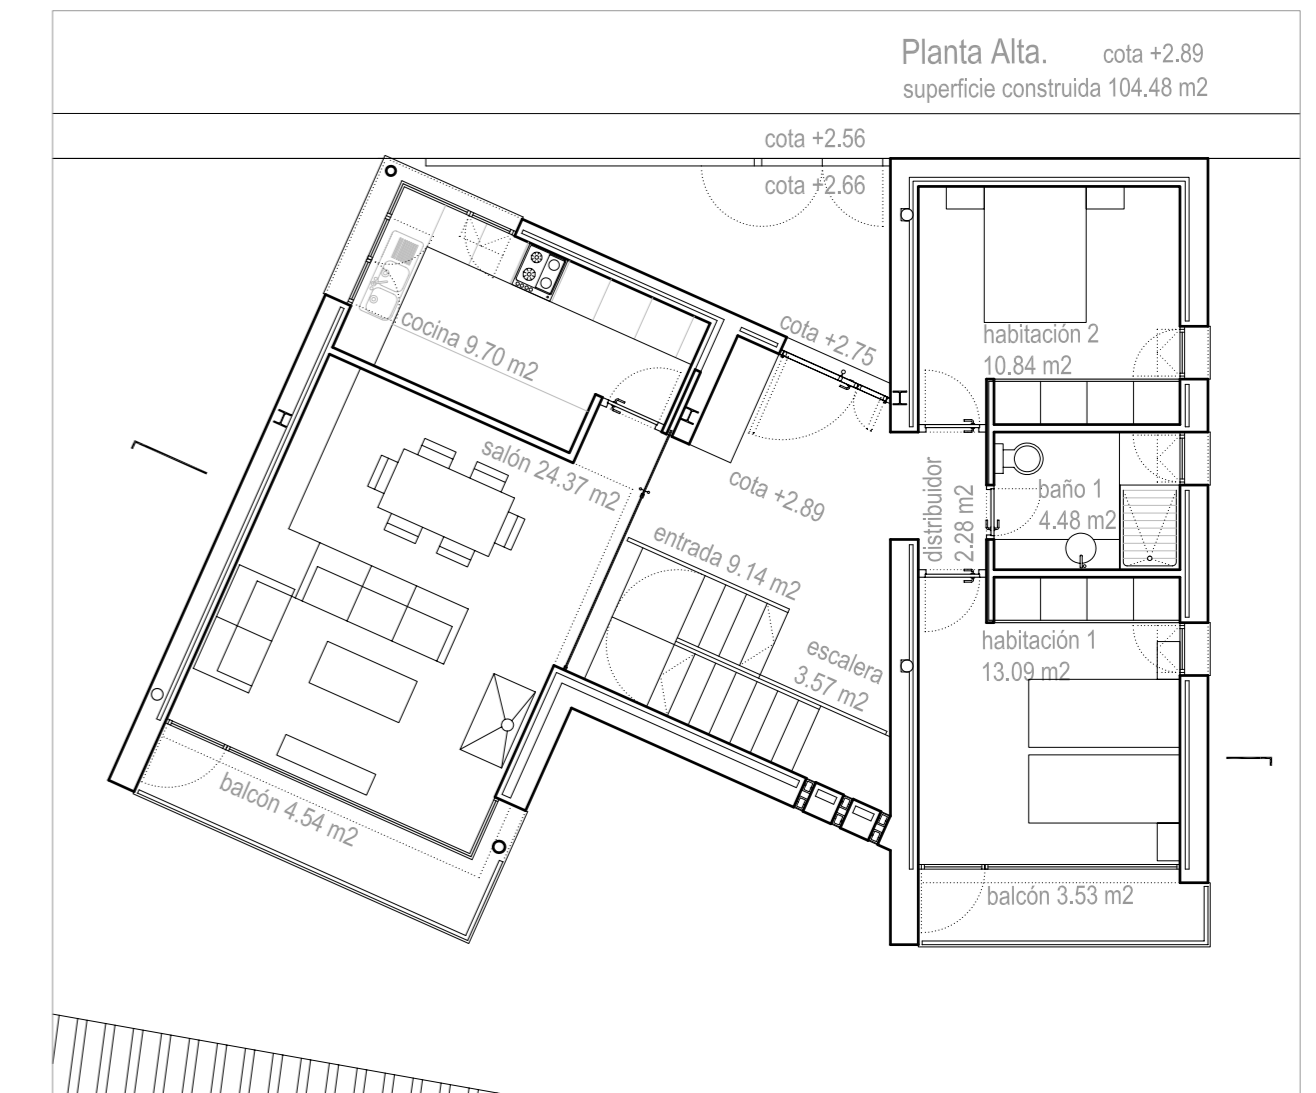 Planta Alta. cota +2.89
superficie construida 104.48 m2
cota +2.56
cota +2.66
cota +2.75
cocina 9.70 m2
habitación 2
10.84 m2
salón 24.37 m2
cota +2.89
distribuidor
2.28 m2
baño 1
4.48 m2
entrada 9.14 m2
escalera
3.57 m2
habitación 1
13.09 m2
balcón 4.54 m2
balcón 3.53 m2